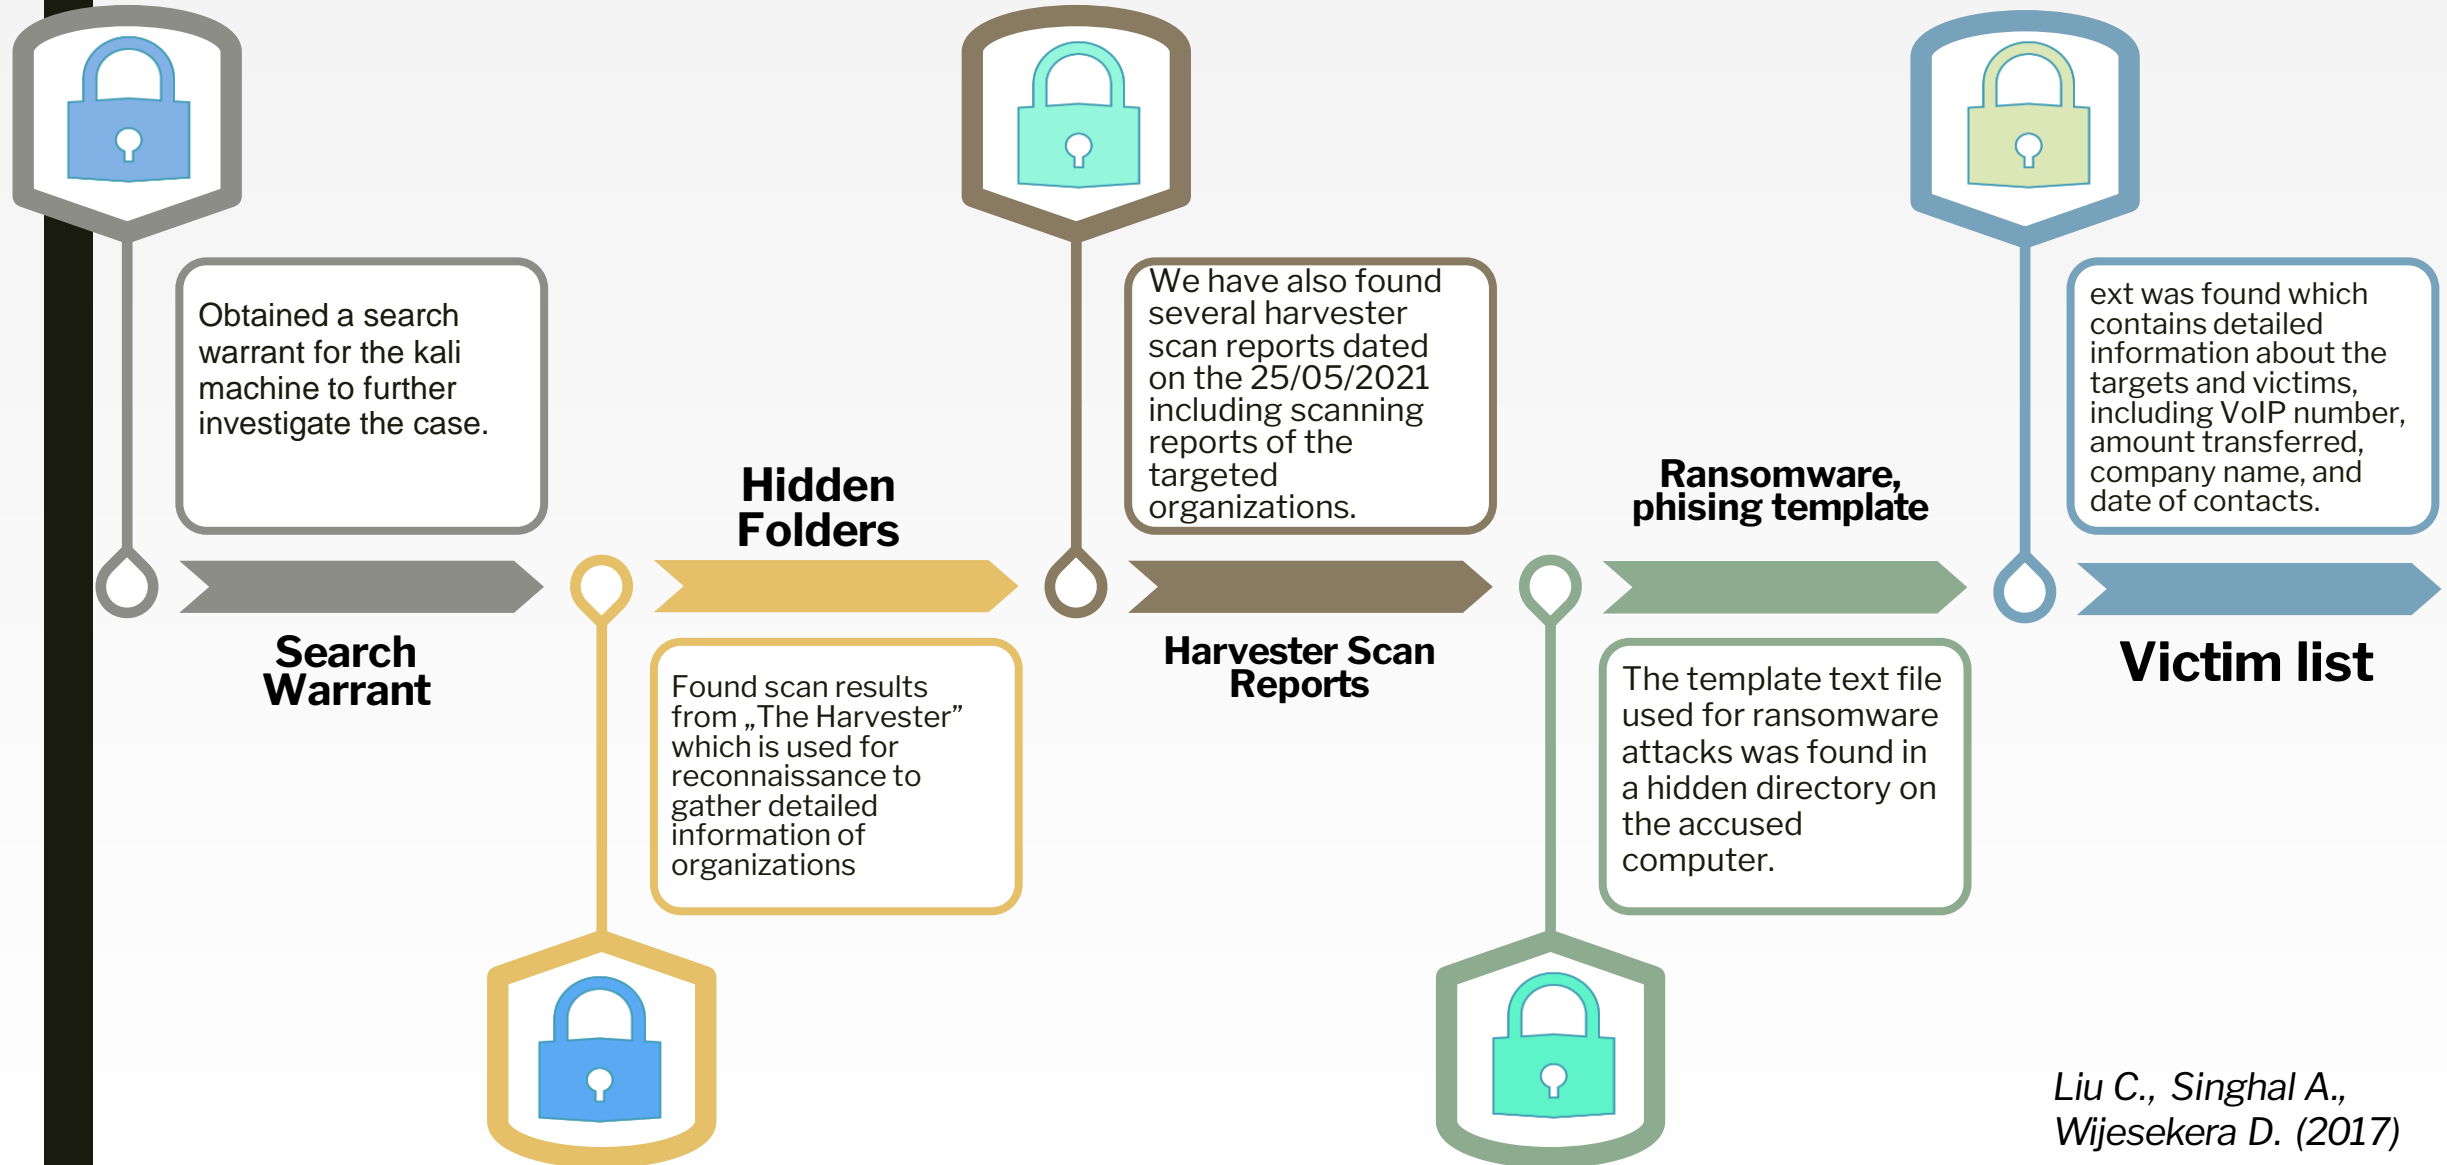 Obtained a search
warrant for the kali
machine to further
investigate the case.
Search
Warrant
Hidden
Folders
Found scan results
from „The Harvester”
which is used for
reconnaissance to
gather detailed
information of
organizations
We have also found
several harvester
scan reports dated
on the 25/05/2021
including scanning
reports of the
targeted
organizations.
Harvester Scan
Reports
Ransomware,
phising template
The template text file
used for ransomware
attacks was found in
a hidden directory on
the accused
computer.
ext was found which
contains detailed
information about the
targets and victims,
including VoIP number,
amount transferred,
company name, and
date of contacts.
Victim list
Liu C., Singhal A.,
Wijesekera D. (2017)